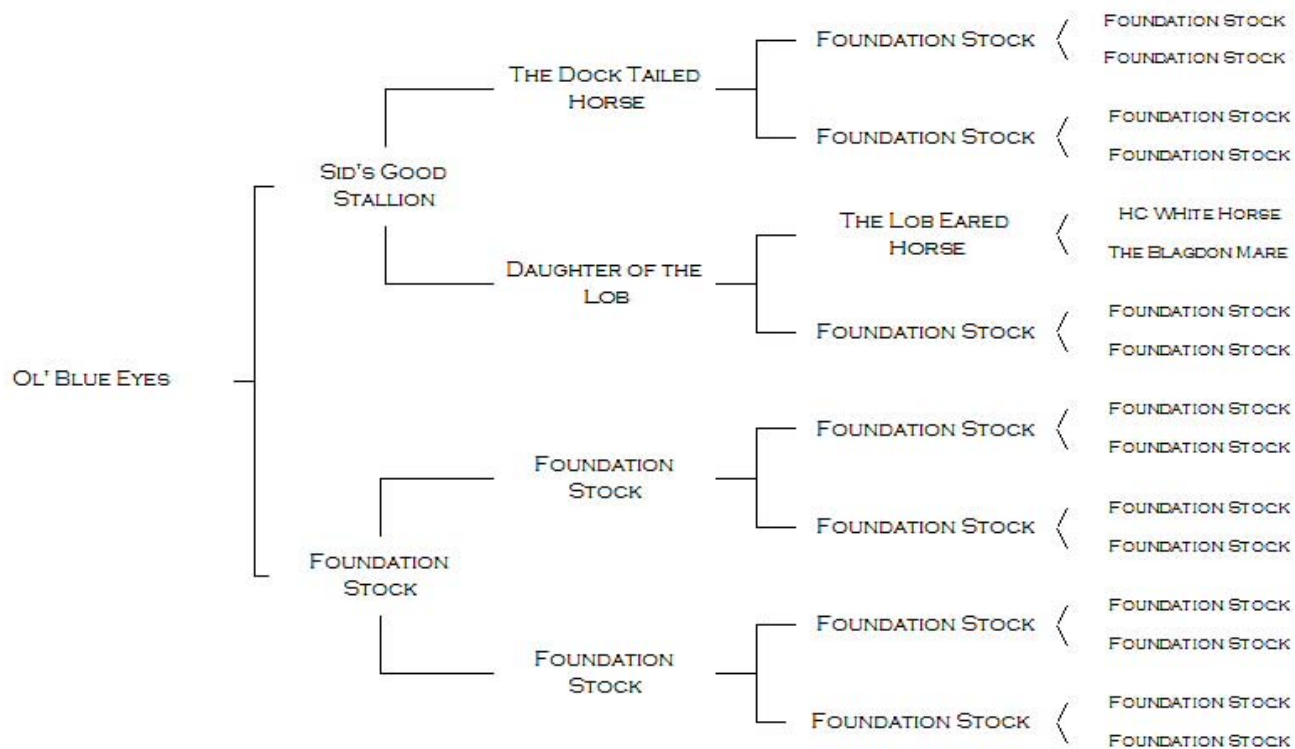 Foundation Stock
Foundation Stock
Foundation Stock
The Dock Tailed
Horse
Foundation Stock
Foundation Stock
Foundation Stock
Sid's Good
Stallion
HC White Horse
The Lob Eared
Horse
The Blagdon Mare
Daughter of the
Lob
Foundation Stock
Foundation Stock
Foundation Stock
Ol' Blue Eyes
Foundation Stock
Foundation Stock
Foundation Stock
Foundation
Stock
Foundation Stock
Foundation Stock
Foundation Stock
Foundation
Stock
Foundation Stock
Foundation Stock
Foundation Stock
Foundation
Stock
Foundation Stock
Foundation Stock
Foundation Stock